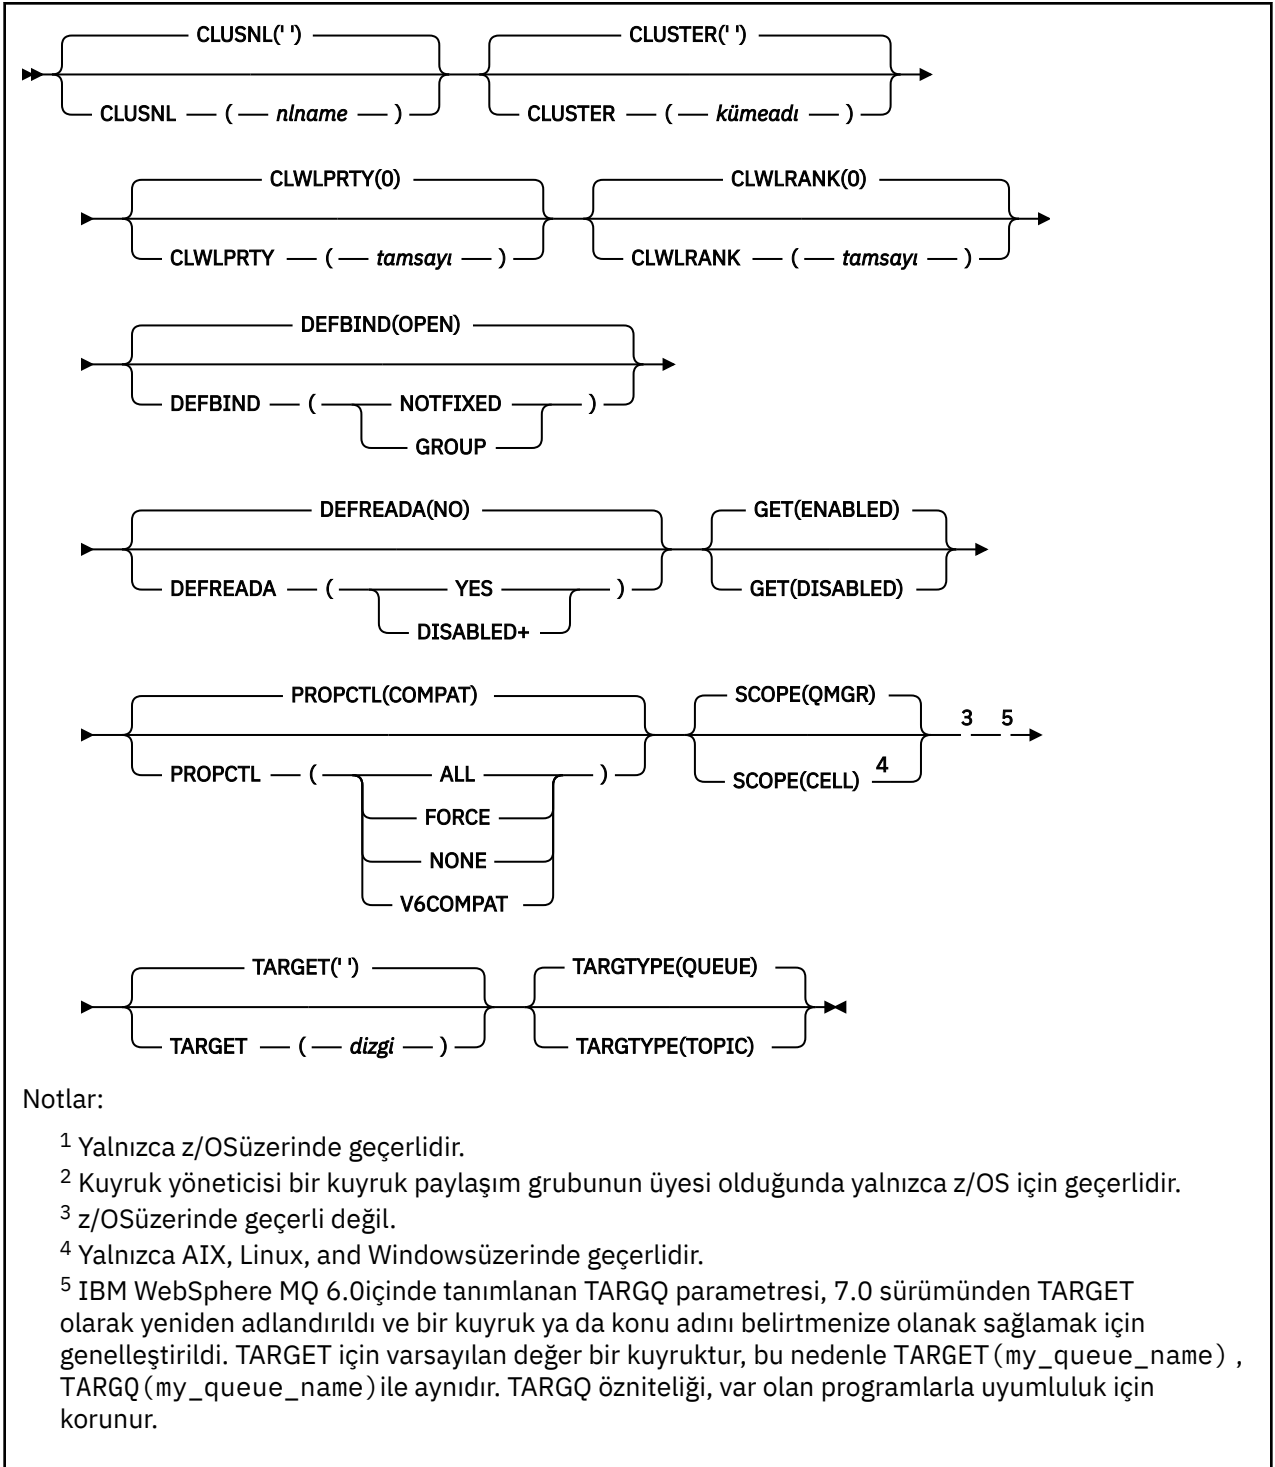 CLUSNL(' ') CLUSTER(' ')
CLUSNL ( nlname ) CLUSTER ( kümeadı )
CLWLPRTY(0) CLWLRANK(0)
CLWLPRTY ( tamsayı ) CLWLRANK ( tamsayı )
DEFBIND(OPEN)
DEFBIND ( NOTFIXED )
GROUP
DEFREADA(NO) GET(ENABLED)
DEFREADA ( YES ) GET(DISABLED)
DISABLED+
PROPCTL(COMPAT) SCOPE(QMGR) 3 5
PROPCTL ( ALL ) SCOPE(CELL) 4
FORCE
NONE
V6COMPAT
TARGET(' ') TARGTYPE(QUEUE)
TARGET ( dizgi ) TARGTYPE(TOPIC)
Notlar:
1 Yalnızca z/OSüzerinde geçerlidir.
2 Kuyruk yöneticisi bir kuyruk paylaşım grubunun üyesi olduğunda yalnızca z/OS için geçerlidir.
3 z/OSüzerinde geçerli değil.
4 Yalnızca AIX, Linux, and Windowsüzerinde geçerlidir.
5 IBM WebSphere MQ 6.0içinde tanımlanan TARGQ parametresi, 7.0 sürümünden TARGET
olarak yeniden adlandırıldı ve bir kuyruk ya da konu adını belirtmenize olanak sağlamak için
genelleştirildi. TARGET için varsayılan değer bir kuyruktur, bu nedenle TARGET(my_queue_name) ,
TARGQ(my_queue_name)ile aynıdır. TARGQ özniteliği, var olan programlarla uyumluluk için
korunur.